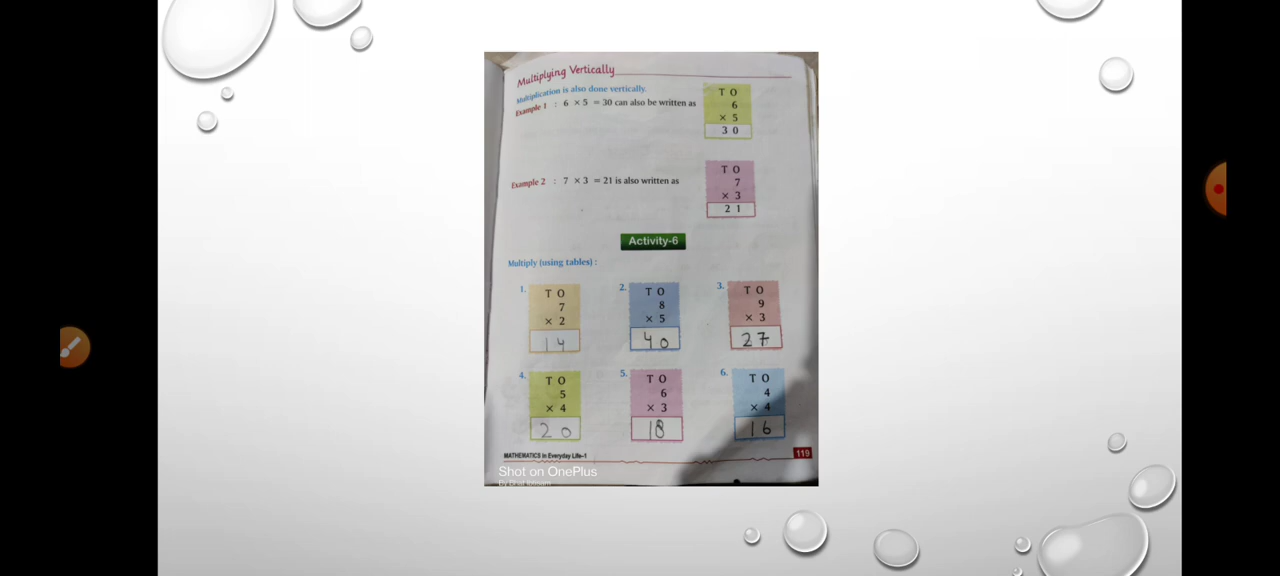 Multiplying Vertically
Multiplication is also done vertically.
Example 1 : 6 × 5 = 30 can also be written as
T O
6
× 5
3 0
Example 2 : 7 × 3 = 21 is also written as
T O
7
× 3
2 1
Activity-6
Multiply (using tables) :
1.
T O
7
× 2
14
2.
T O
8
× 5
40
3.
T O
9
× 3
27
4.
T O
5
× 4
20
5.
T O
6
× 3
18
6.
T O
4
× 4
16
MATHEMATICS in Everyday Life-1
119
Shot on OnePlus